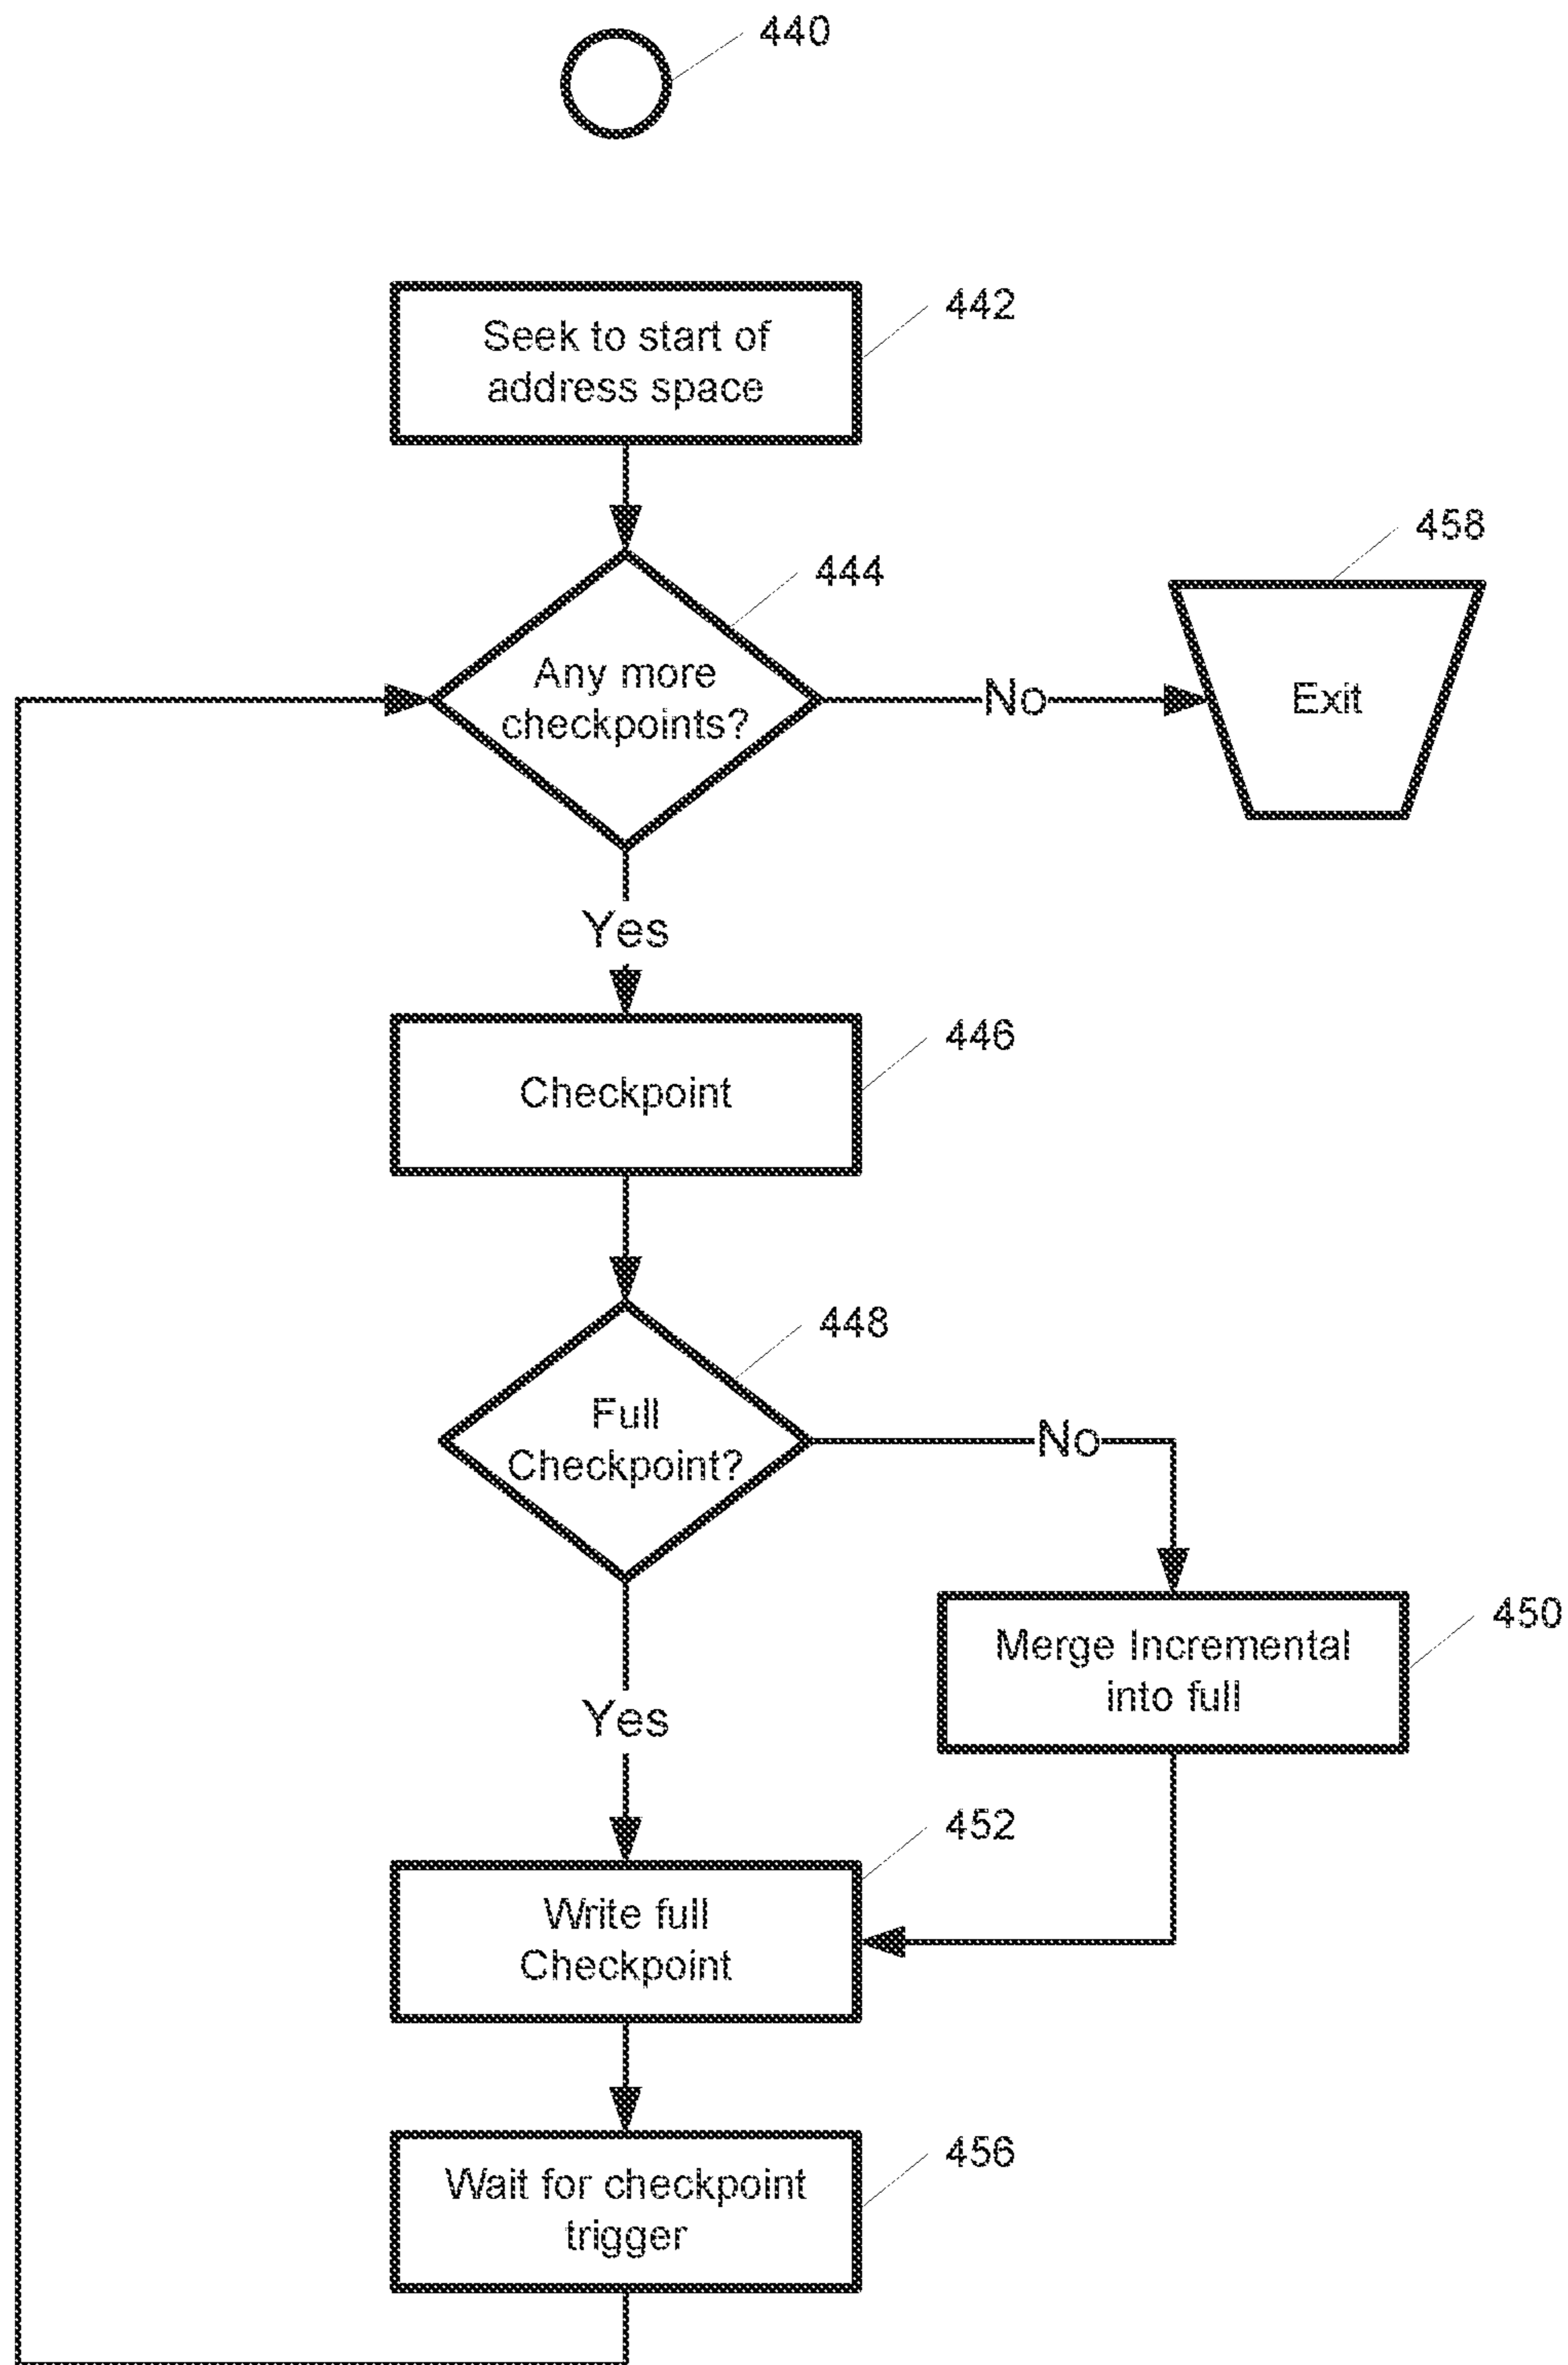 440
Seek to start of
address space
442
444
458
Any more
checkpoints?
No
Exit
Yes
446
Checkpoint
448
Full
Checkpoint?
No
450
Merge Incremental
into full
Yes
452
Write full
Checkpoint
456
Wait for checkpoint
trigger